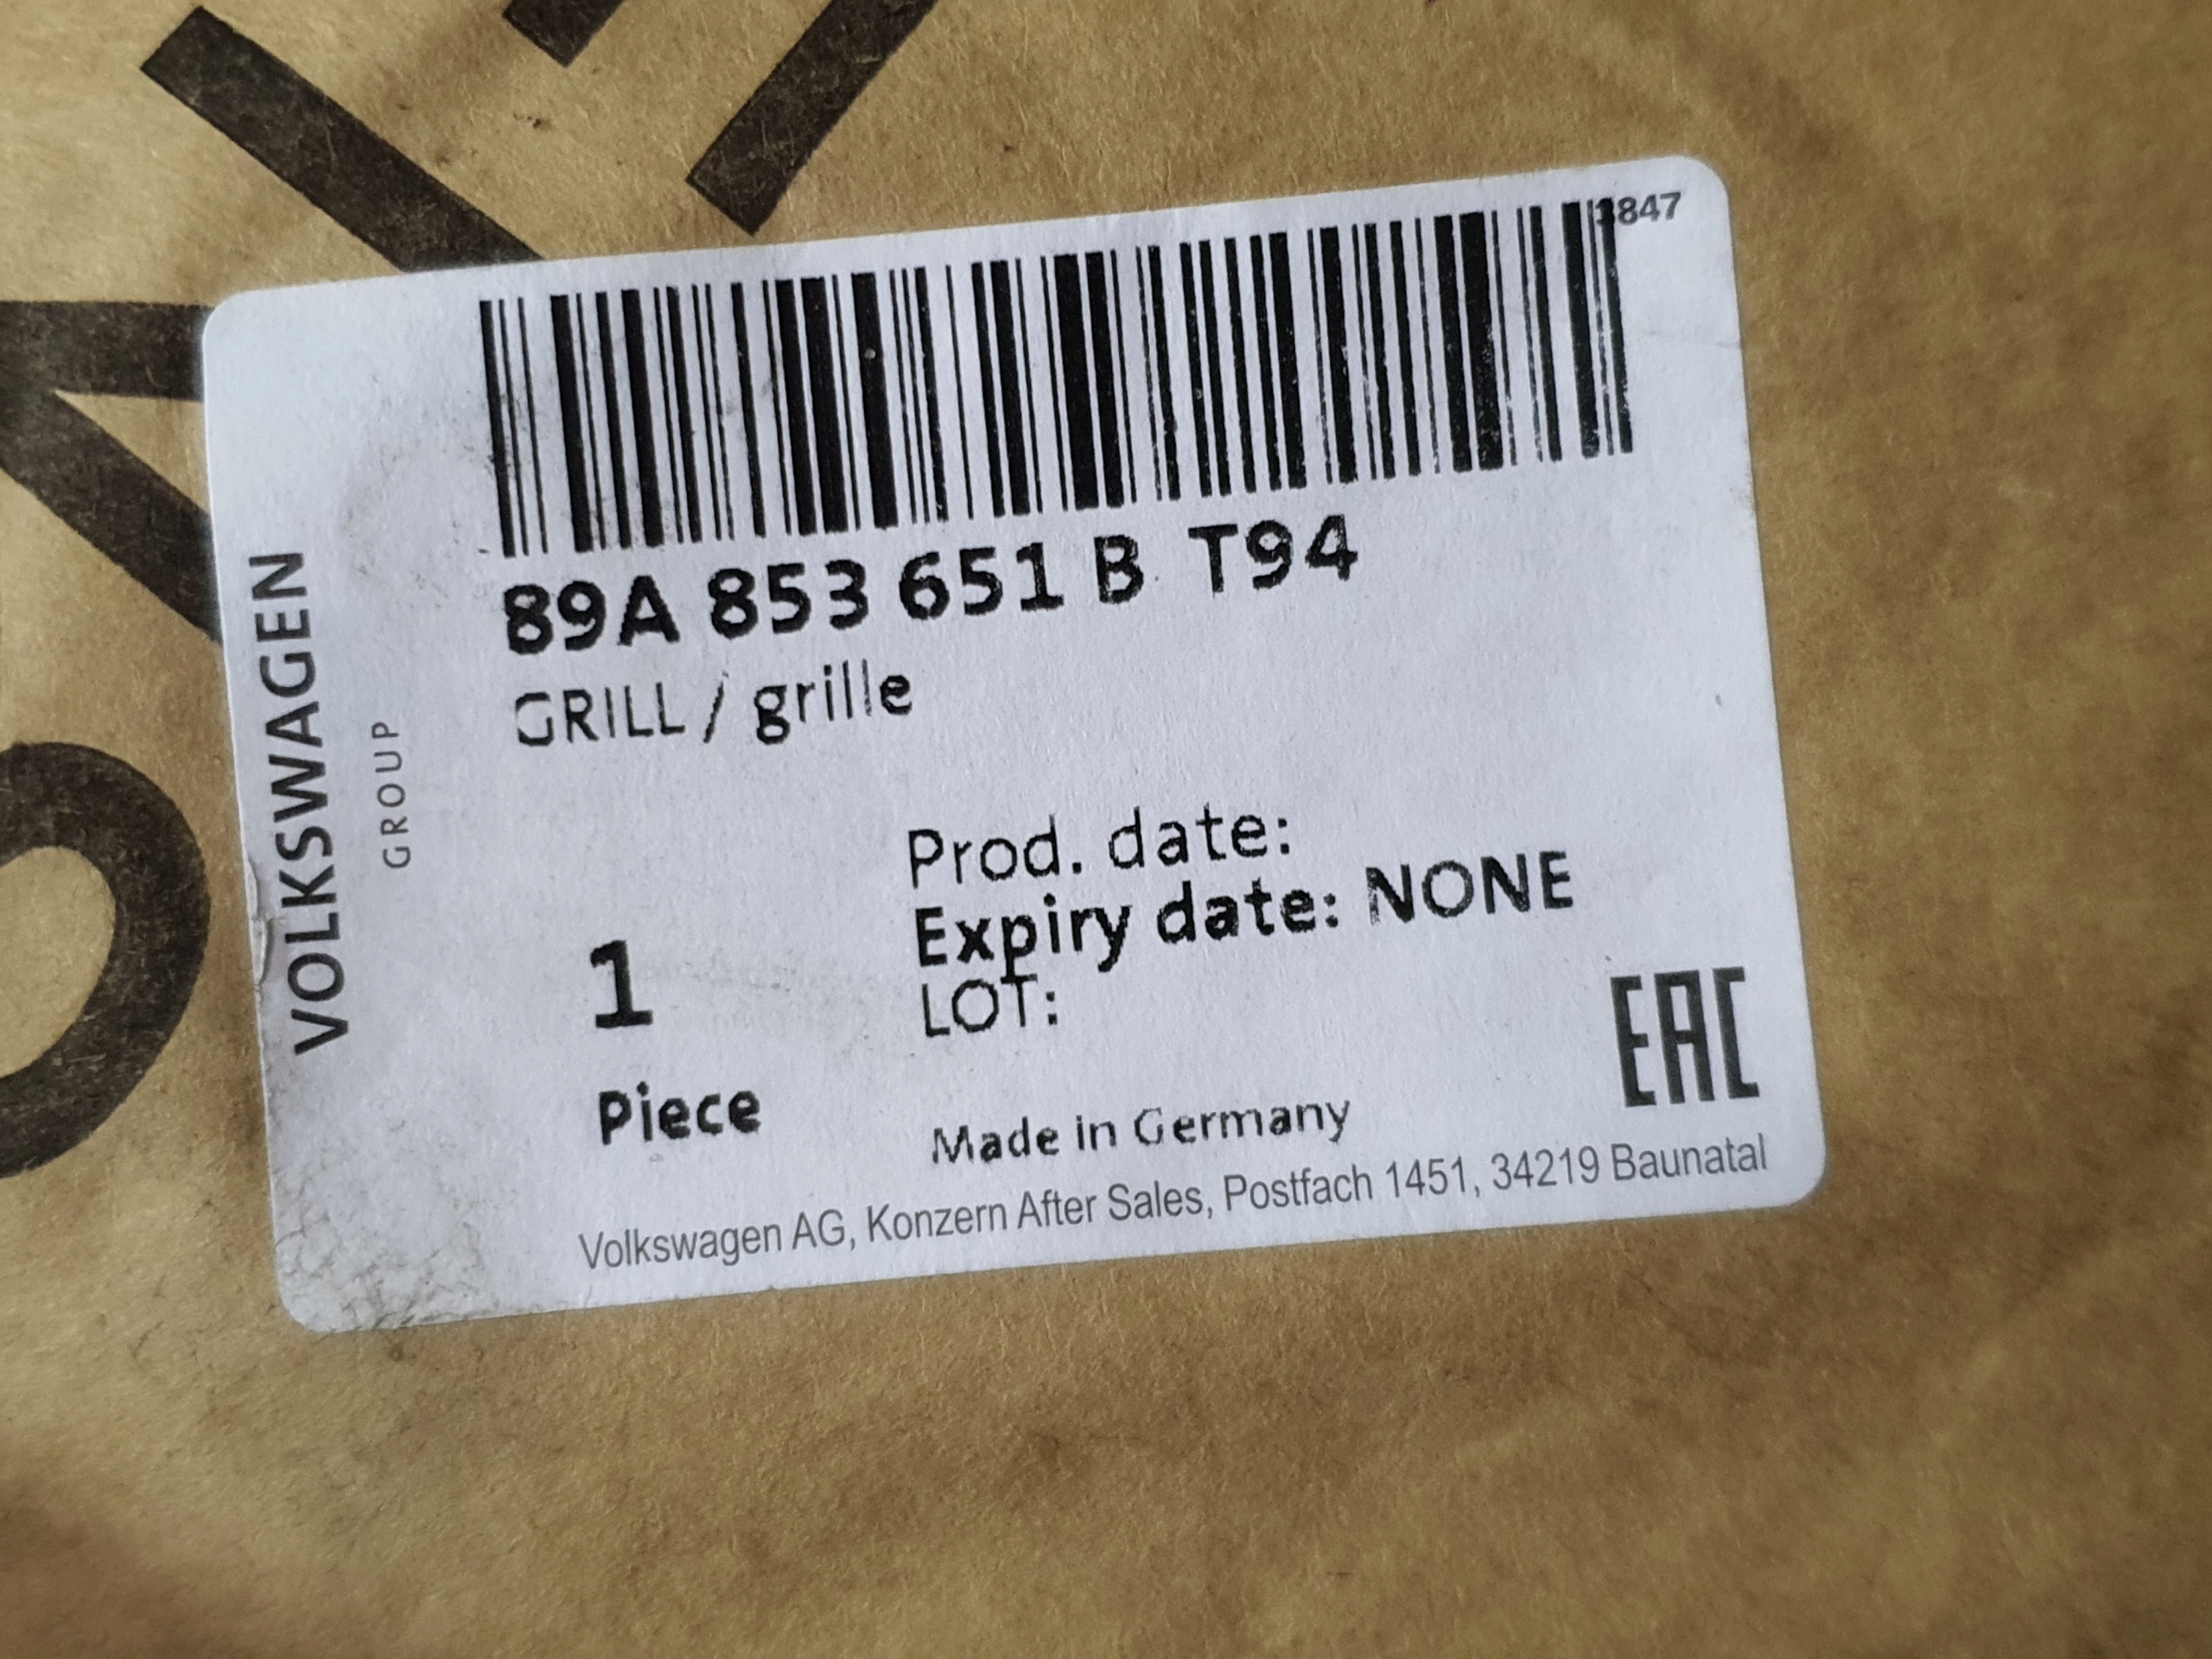 89A 853 651 B T94
GRILL / grille
VOLKSWAGEN
GROUP
Prod. date:
Expiry date: NONE
LOT:
1
Piece
EAC
Made in Germany
Volkswagen AG, Konzern After Sales, Postfach 1451, 34219 Baunatal